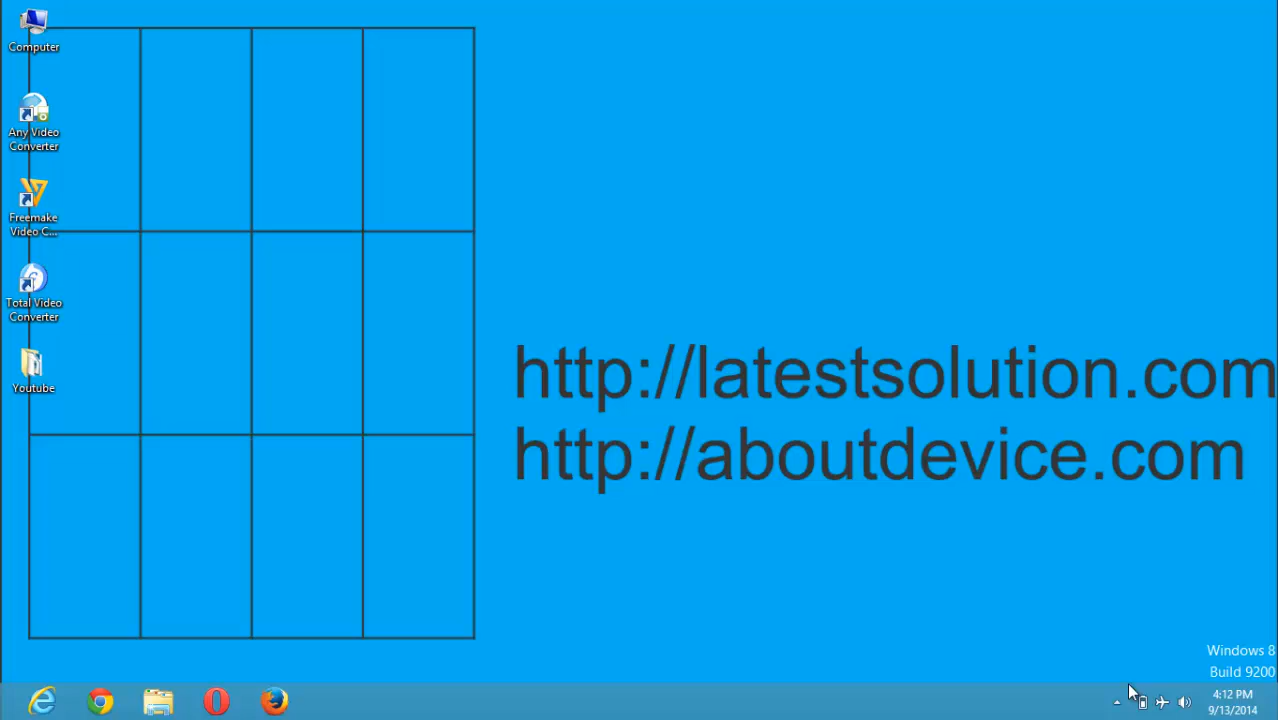 Computer
Any Video
Converter
Freemake
Video C...
Total Video
Converter
Youtube
http://latestsolution.com
http://aboutdevice.com
Windows 8
Build 9200
4:12 PM
9/13/2014